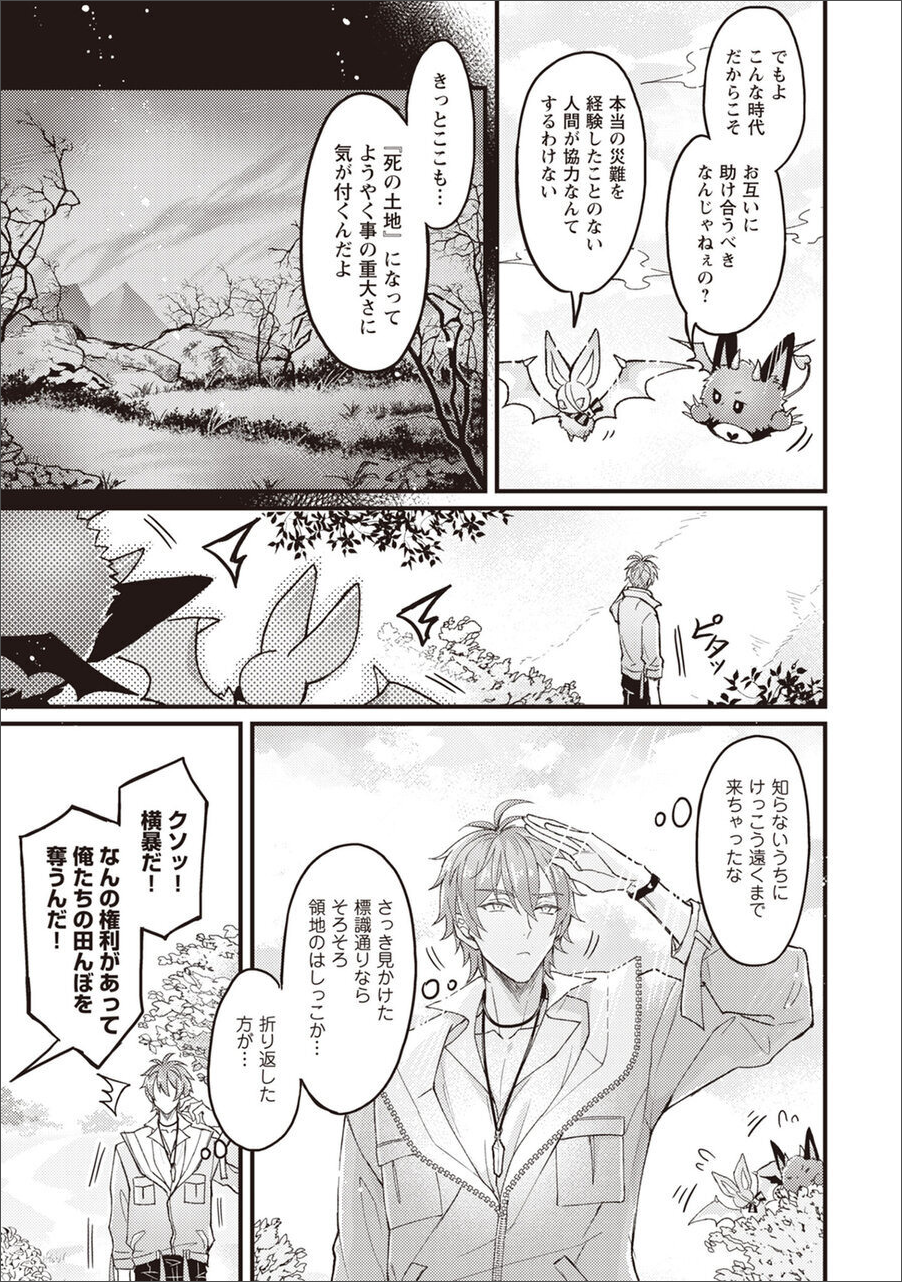 でもよ
こんな時代
だからこそ
お互いに
助け合うべき
なんじゃねぇの?
本当の災難を
経験したことのない
人間が協力なんて
するわけない
きっとここも…
『死の土地』になって
ようやく事の重大さに
気が付くんだよ
ピタッ
知らないうちに
けっこう遠くまで
来ちゃったな
さっき見かけた
標識通りなら
そろそろ
領地のはしっこか…
折り返した
方が…
クソッ!
横暴だ!
なんの権利があって
俺たちの田んぼを
奪うんだ!